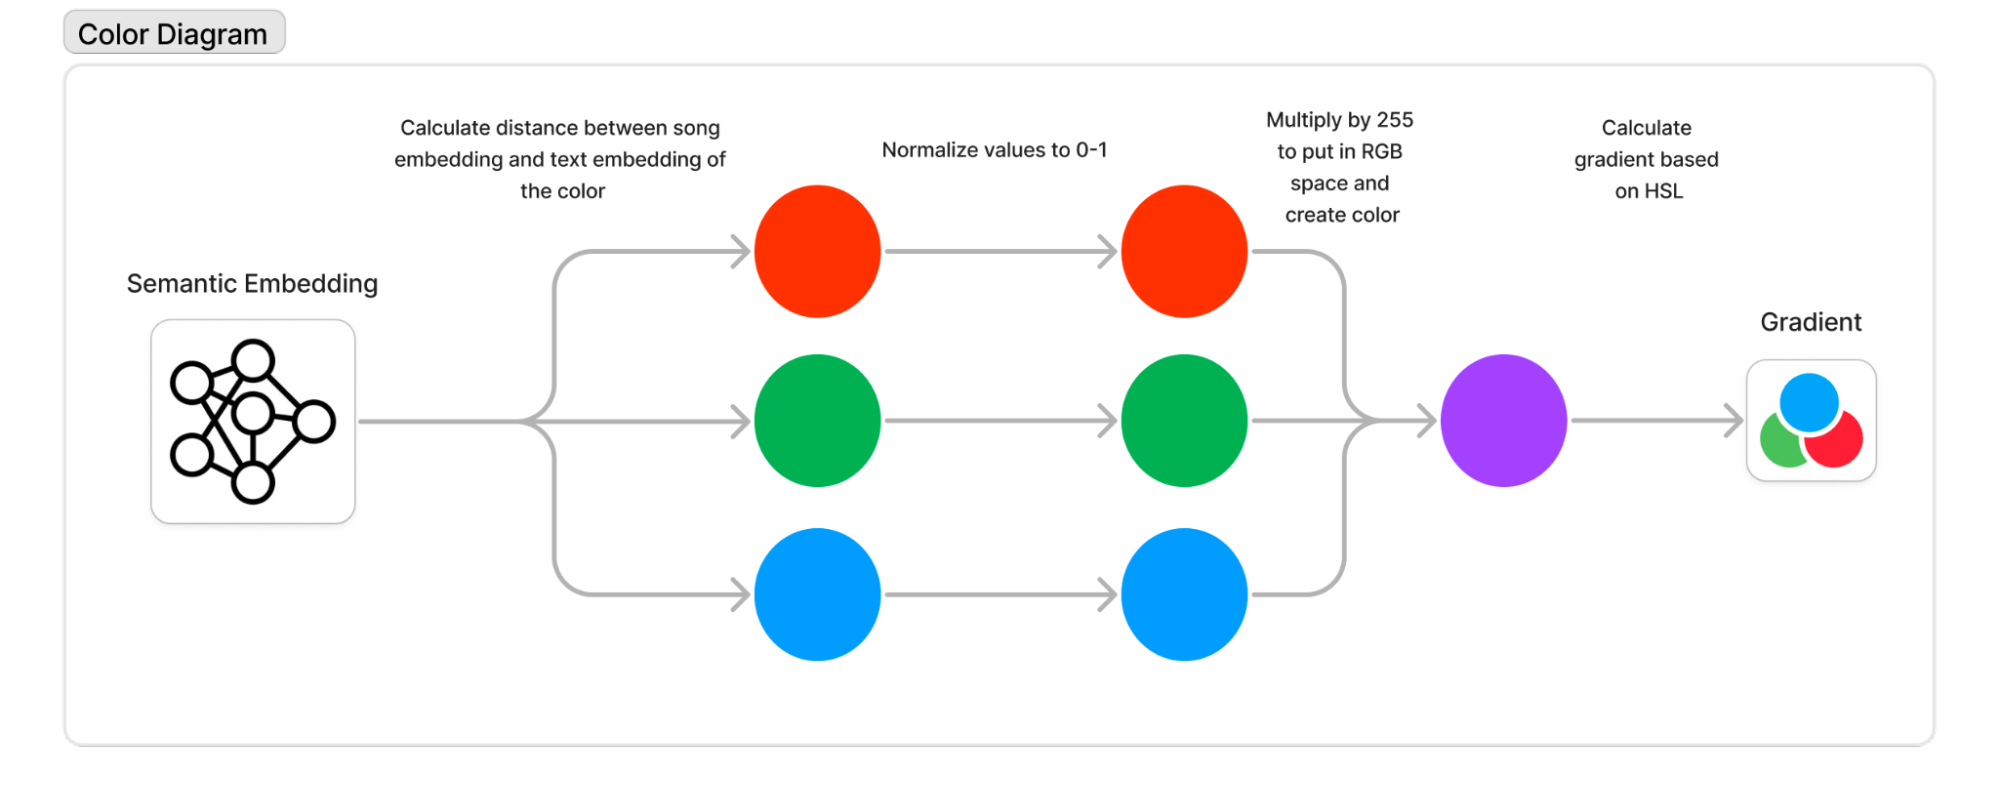 Color Diagram
Calculate distance between song
embedding and text embedding of
the color
Normalize values to 0-1
Multiply by 255
to put in RGB
space and
create color
Calculate
gradient based
on HSL
Semantic Embedding
Gradient